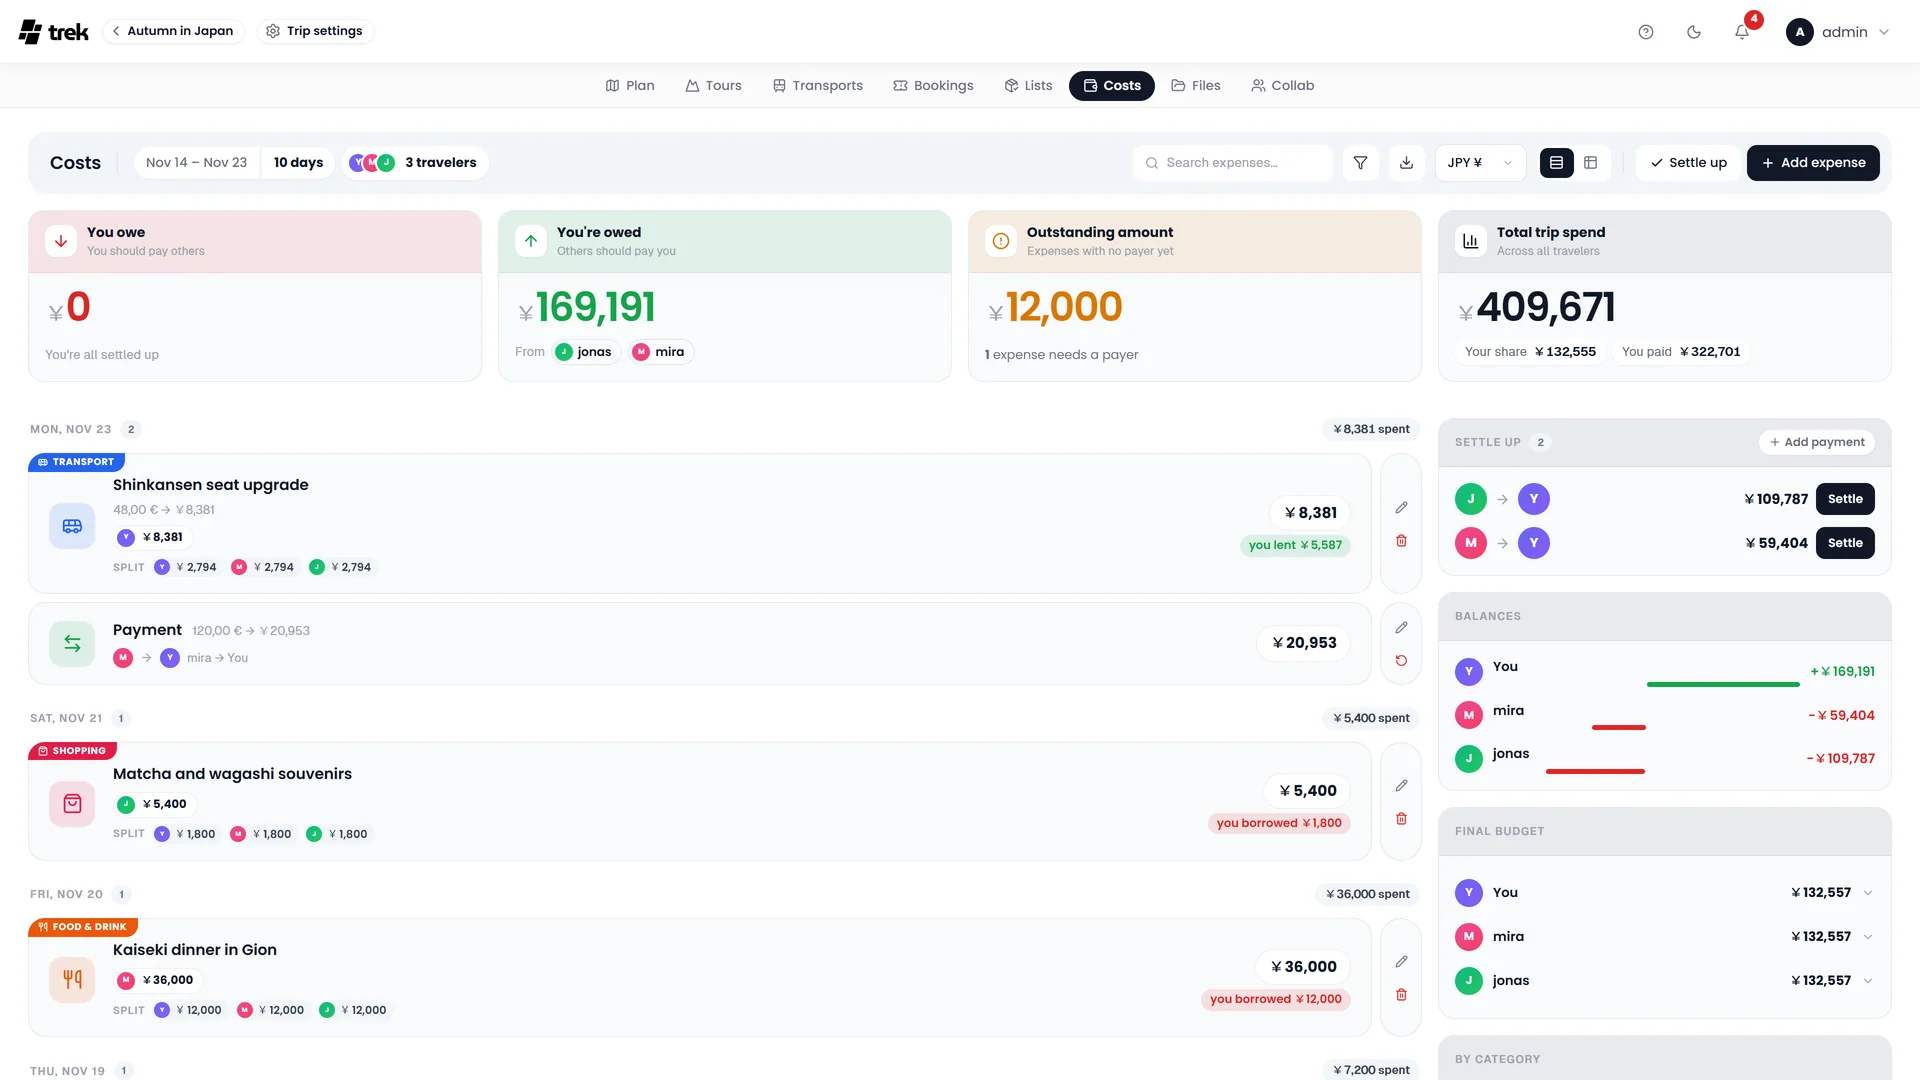 trek
Autumn in Japan
Trip settings
4
A
admin
Plan
Tours
Transports
Bookings
Lists
Costs
Files
Collab
Costs
Nov 14 – Nov 23
10 days
Y M J 3 travelers
Search expenses...
JPY ¥
Settle up
+ Add expense
You owe
You should pay others
¥0
You're all settled up
You're owed
Others should pay you
¥169,191
From J jonas M mira
Outstanding amount
Expenses with no payer yet
¥12,000
1 expense needs a payer
Total trip spend
Across all travelers
¥409,671
Your share ¥132,555 You paid ¥322,701
MON, NOV 23 2
¥8,381 spent
TRANSPORT
Shinkansen seat upgrade
48,00 € → ¥8,381
Y ¥8,381
SPLIT Y ¥2,794 M ¥2,794 J ¥2,794
¥8,381
you lent ¥5,587
Payment 120,00 € → ¥20,953
M → Y mira → You
¥20,953
SAT, NOV 21 1
¥5,400 spent
SHOPPING
Matcha and wagashi souvenirs
J ¥5,400
SPLIT Y ¥1,800 M ¥1,800 J ¥1,800
¥5,400
you borrowed ¥1,800
FRI, NOV 20 1
¥36,000 spent
FOOD & DRINK
Kaiseki dinner in Gion
M ¥36,000
SPLIT Y ¥12,000 M ¥12,000 J ¥12,000
¥36,000
you borrowed ¥12,000
THU, NOV 19 1
¥7,200 spent
SETTLE UP 2
+ Add payment
J → Y ¥109,787 Settle
M → Y ¥59,404 Settle
BALANCES
Y You +¥169,191
M mira -¥59,404
J jonas -¥109,787
FINAL BUDGET
Y You ¥132,557
M mira ¥132,557
J jonas ¥132,557
BY CATEGORY